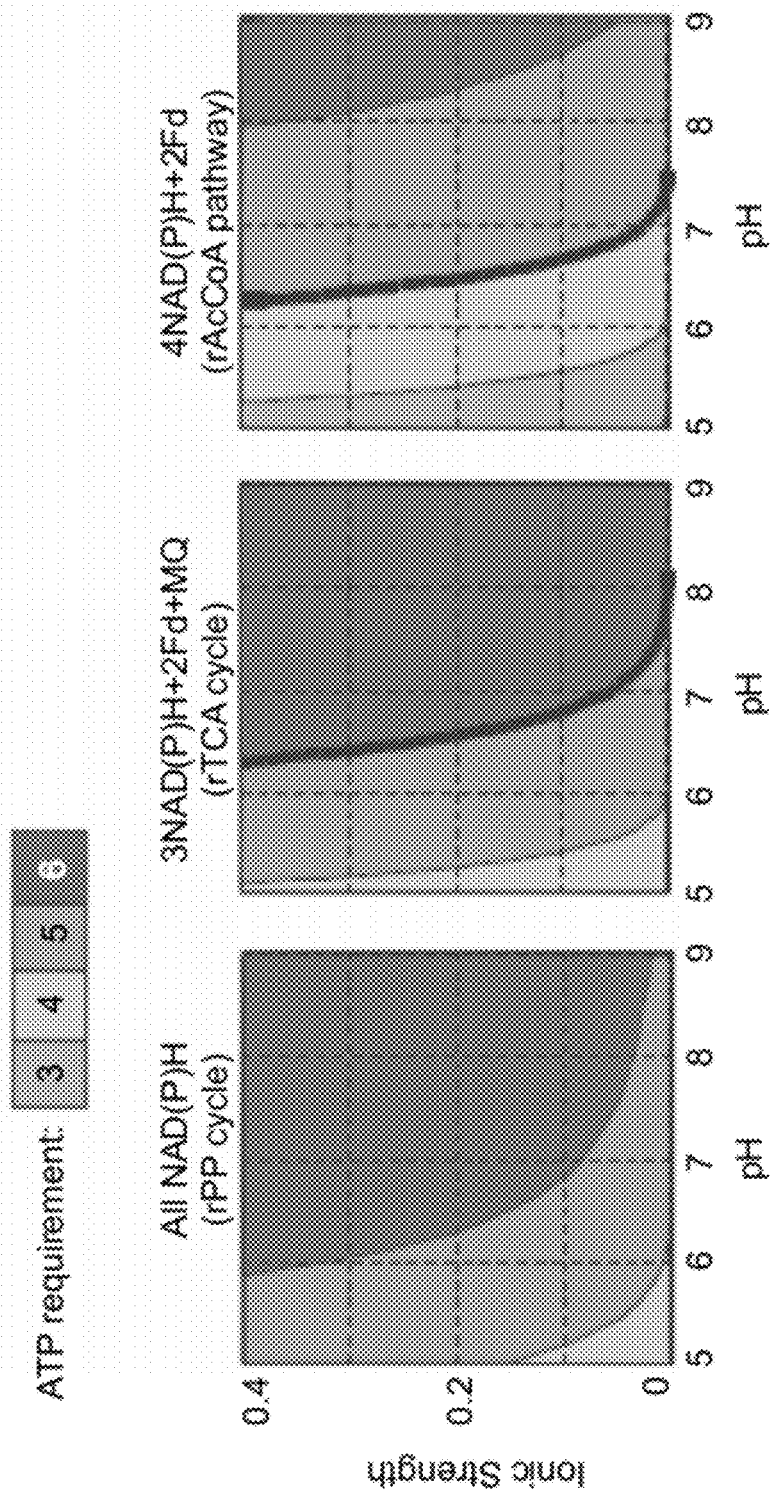 ATP requirement: 3 4 5 6
All NAD(P)H
(rPP cycle)
3NAD(P)H+2Fd+MQ
(rTCA cycle)
4NAD(P)H+2Fd
(rAcCoA pathway)
Ionic Strength
0.4
0.2
0
5 6 7 8 9
pH
5 6 7 8 9
pH
5 6 7 8 9
pH